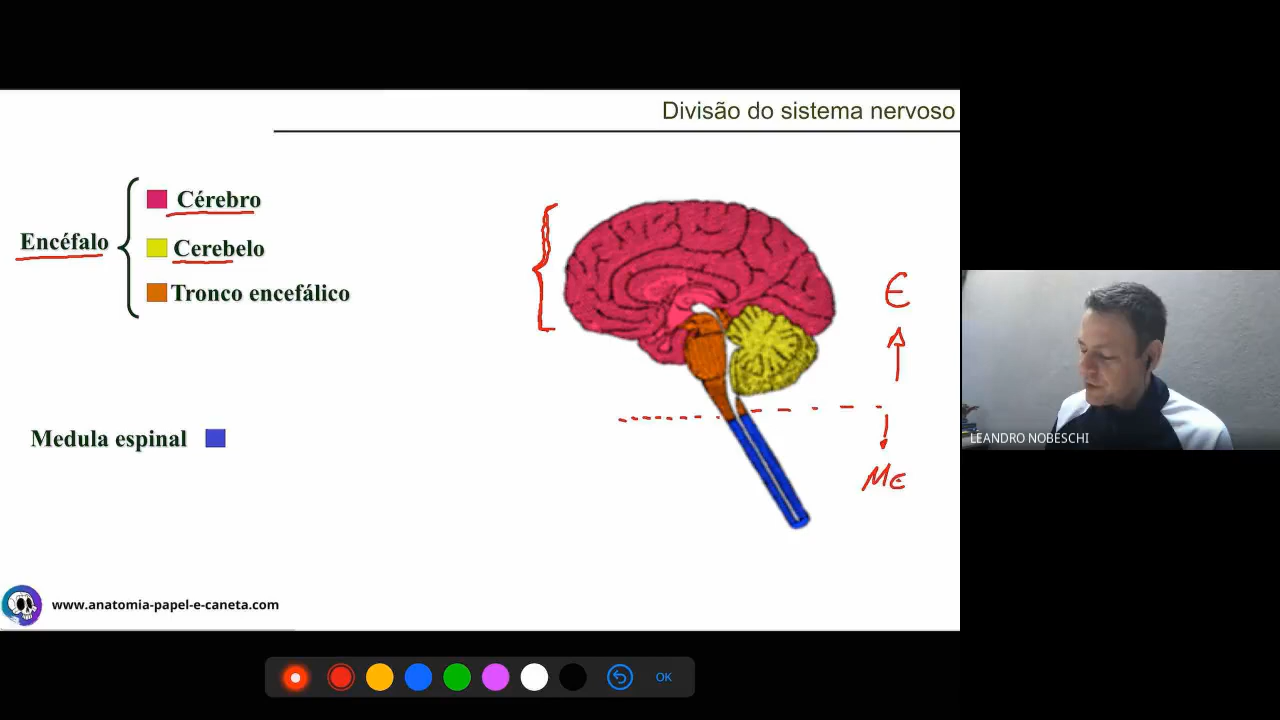 Divisão do sistema nervoso
Cérebro
Encéfalo
Cerebelo
Tronco encefálico
Medula espinal
E
ME
www.anatomia-papel-e-caneta.com
LEANDRO NOBESCHI
OK